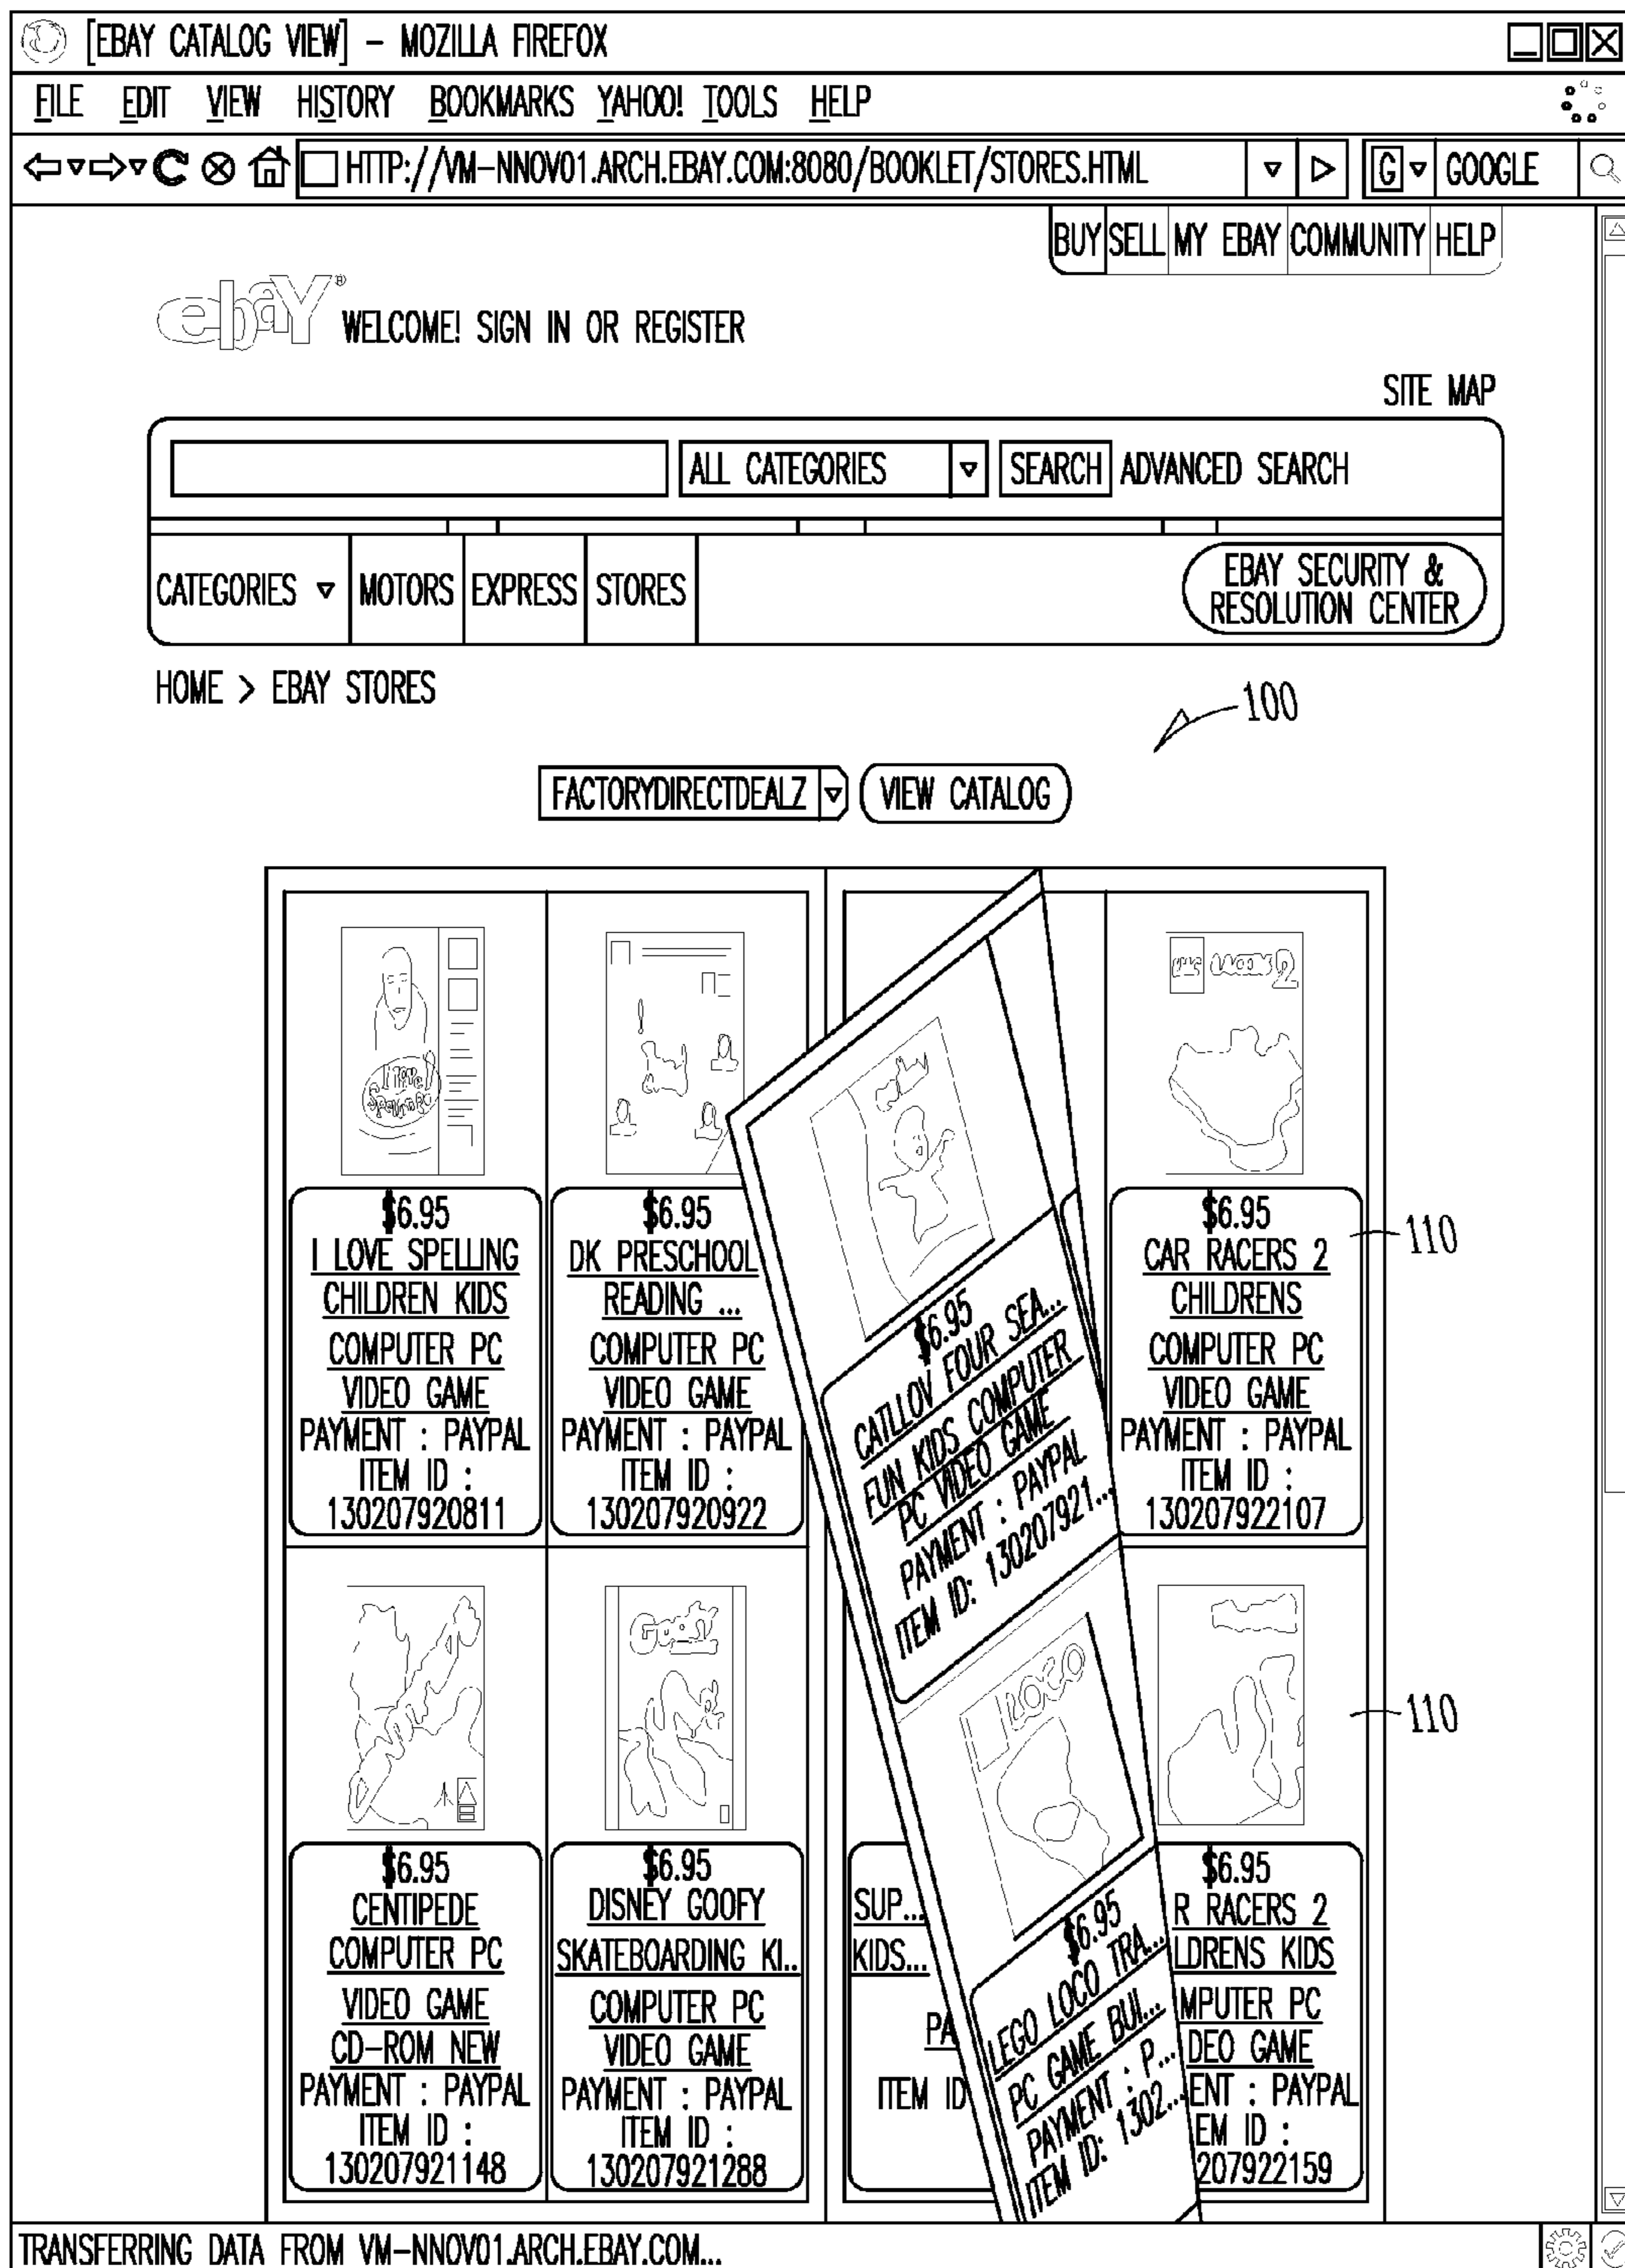 [EBAY CATALOG VIEW] - MOZILLA FIREFOX
FILE EDIT VIEW HISTORY BOOKMARKS YAHOO! TOOLS HELP
HTTP://VM-NNOV01.ARCH.EBAY.COM:8080/BOOKLET/STORES.HTML G GOOGLE
BUY SELL MY EBAY COMMUNITY HELP
ebaY® WELCOME! SIGN IN OR REGISTER
SITE MAP
ALL CATEGORIES SEARCH ADVANCED SEARCH
CATEGORIES MOTORS EXPRESS STORES
EBAY SECURITY &
RESOLUTION CENTER
HOME > EBAY STORES
100
FACTORYDIRECTDEALZ VIEW CATALOG
I Love
Spelling
$6.95
I LOVE SPELLING
CHILDREN KIDS
COMPUTER PC
VIDEO GAME
PAYMENT : PAYPAL
ITEM ID :
130207920811
$6.95
DK PRESCHOOL
READING ...
COMPUTER PC
VIDEO GAME
PAYMENT : PAYPAL
ITEM ID :
130207920922
$6.95
CATLLOV FOUR SEA...
FUN KIDS COMPUTER
PC VIDEO GAME
PAYMENT : PAYPAL
ITEM ID: 130207921...
2
$6.95
CAR RACERS 2
CHILDRENS
COMPUTER PC
VIDEO GAME
PAYMENT : PAYPAL
ITEM ID :
130207922107
110
$6.95
CENTIPEDE
COMPUTER PC
VIDEO GAME
CD-ROM NEW
PAYMENT : PAYPAL
ITEM ID :
130207921148
Goofy
$6.95
DISNEY GOOFY
SKATEBOARDING KI..
COMPUTER PC
VIDEO GAME
PAYMENT : PAYPAL
ITEM ID :
130207921288
SUP...
KIDS...
PA
ITEM ID
LOCO
$6.95
LEGO LOCO TRA...
PC GAME BUI...
PAYMENT : P...
ITEM ID: 1302...
110
$6.95
R RACERS 2
LDRENS KIDS
MPUTER PC
DEO GAME
ENT : PAYPAL
EM ID :
207922159
TRANSFERRING DATA FROM VM-NNOV01.ARCH.EBAY.COM...